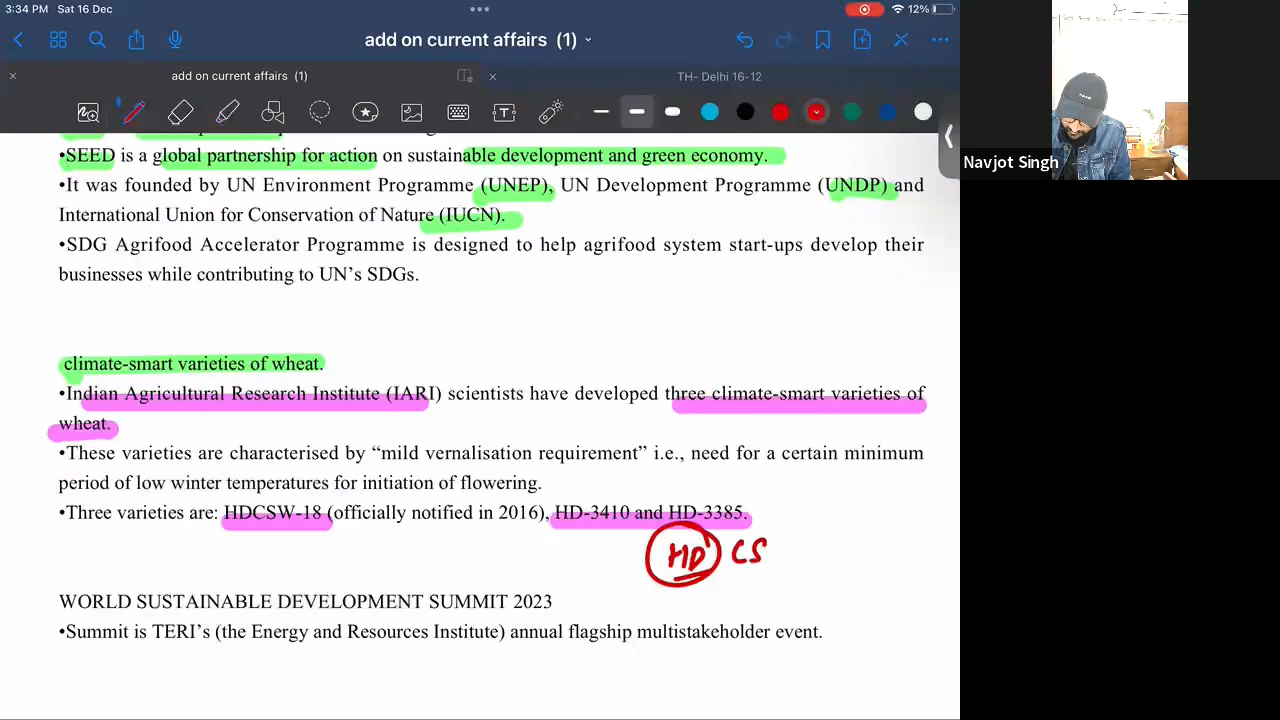 3:34 PM Sat 16 Dec
12%
add on current affairs (1)
add on current affairs (1)
TH- Delhi 16-12
•SEED is a global partnership for action on sustainable development and green economy.
•It was founded by UN Environment Programme (UNEP), UN Development Programme (UNDP) and
International Union for Conservation of Nature (IUCN).
•SDG Agrifood Accelerator Programme is designed to help agrifood system start-ups develop their
businesses while contributing to UN’s SDGs.
climate-smart varieties of wheat.
•Indian Agricultural Research Institute (IARI) scientists have developed three climate-smart varieties of
wheat.
•These varieties are characterised by “mild vernalisation requirement” i.e., need for a certain minimum
period of low winter temperatures for initiation of flowering.
•Three varieties are: HDCSW-18 (officially notified in 2016), HD-3410 and HD-3385.
HD CS
WORLD SUSTAINABLE DEVELOPMENT SUMMIT 2023
•Summit is TERI’s (the Energy and Resources Institute) annual flagship multistakeholder event.
Navjot Singh